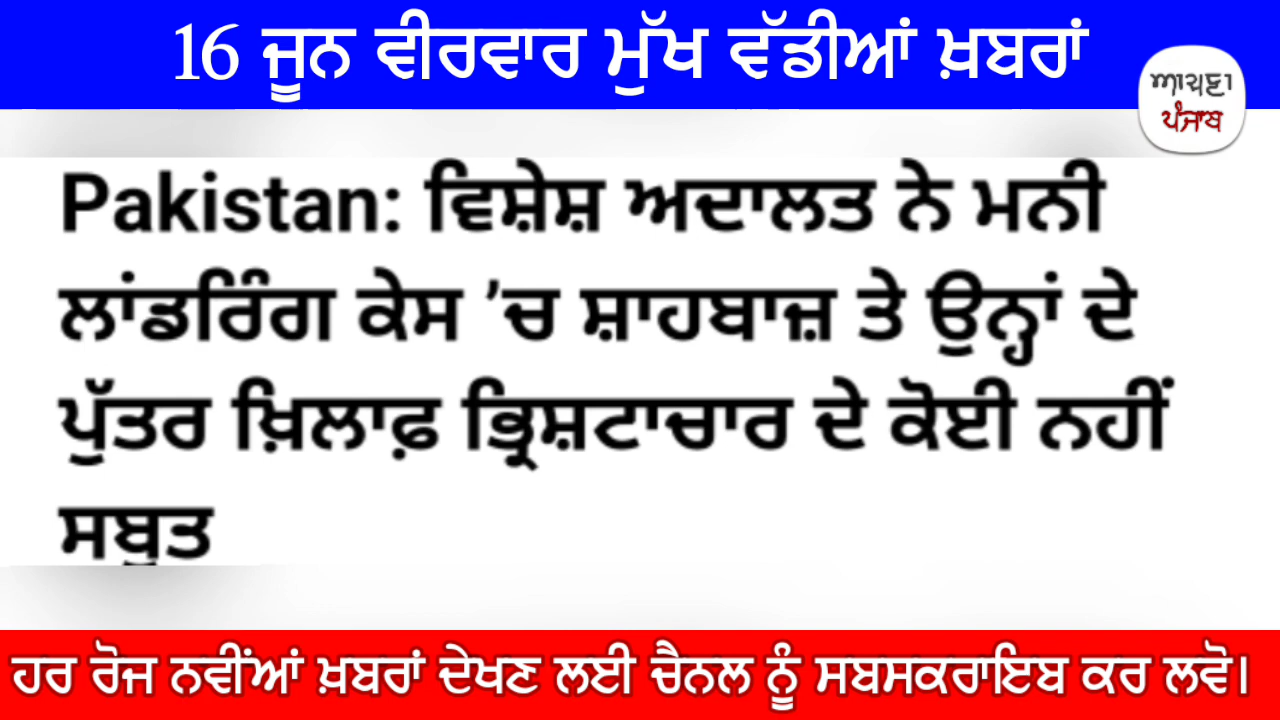 16 ਜੂਨ ਵੀਰਵਾਰ ਮੁੱਖ ਵੱਡੀਆਂ ਖ਼ਬਰਾਂ
ਆਪਣਾ
ਪੰਜਾਬ
Pakistan: ਵਿਸ਼ੇਸ਼ ਅਦਾਲਤ ਨੇ ਮਨੀ
ਲਾਂਡਰਿੰਗ ਕੇਸ ’ਚ ਸ਼ਾਹਬਾਜ਼ ਤੇ ਉਨ੍ਹਾਂ ਦੇ
ਪੁੱਤਰ ਖ਼ਿਲਾਫ਼ ਭ੍ਰਿਸ਼ਟਾਚਾਰ ਦੇ ਕੋਈ ਨਹੀਂ
ਸਬੂਤ
ਹਰ ਰੋਜ ਨਵੀਂਆਂ ਖ਼ਬਰਾਂ ਦੇਖਣ ਲਈ ਚੈਨਲ ਨੂੰ ਸਬਸਕਰਾਇਬ ਕਰ ਲਵੋ।